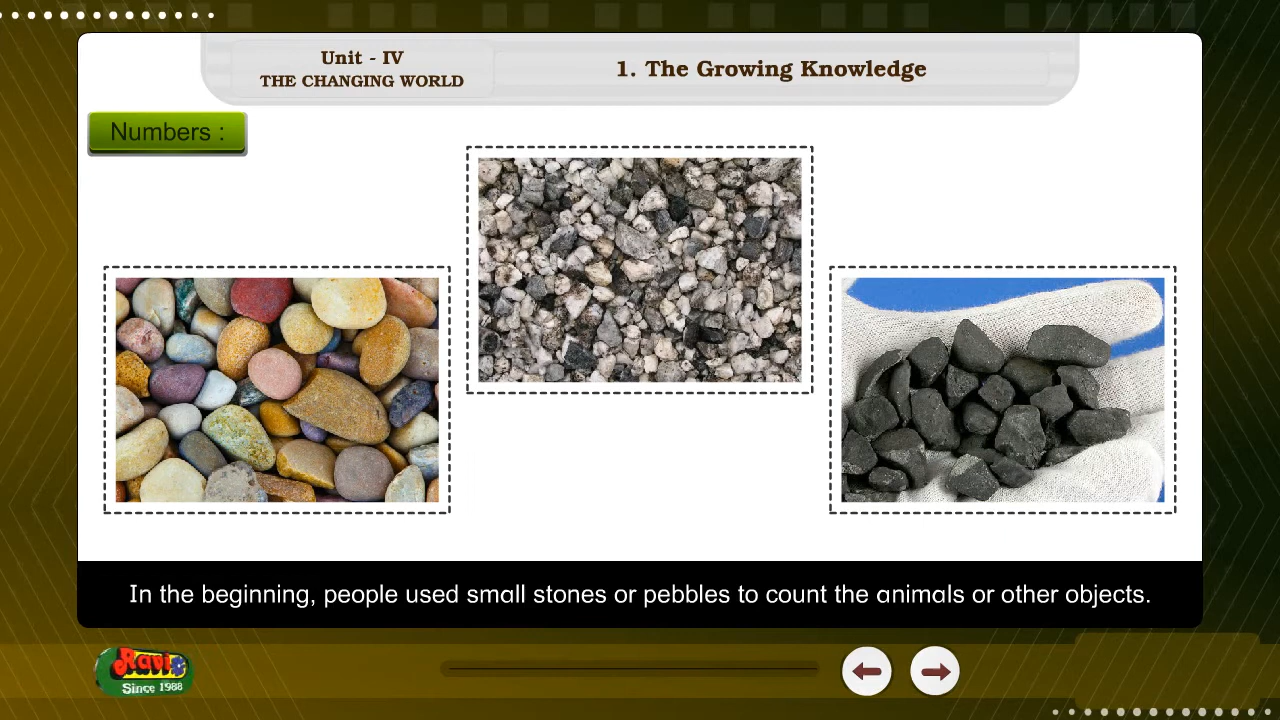 Unit - IV
THE CHANGING WORLD
1. The Growing Knowledge
Numbers :
In the beginning, people used small stones or pebbles to count the animals or other objects.
Ravi
Since 1988